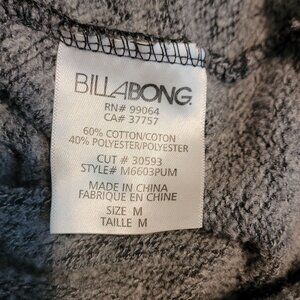 BILLABONG
RN# 99064
CA# 37757
60% COTTON/COTON
40% POLYESTER/POLYESTER
CUT # 30593
STYLE# M6603PUM
MADE IN CHINA
FABRIQUE EN CHINE
SIZE M
TAILLE M